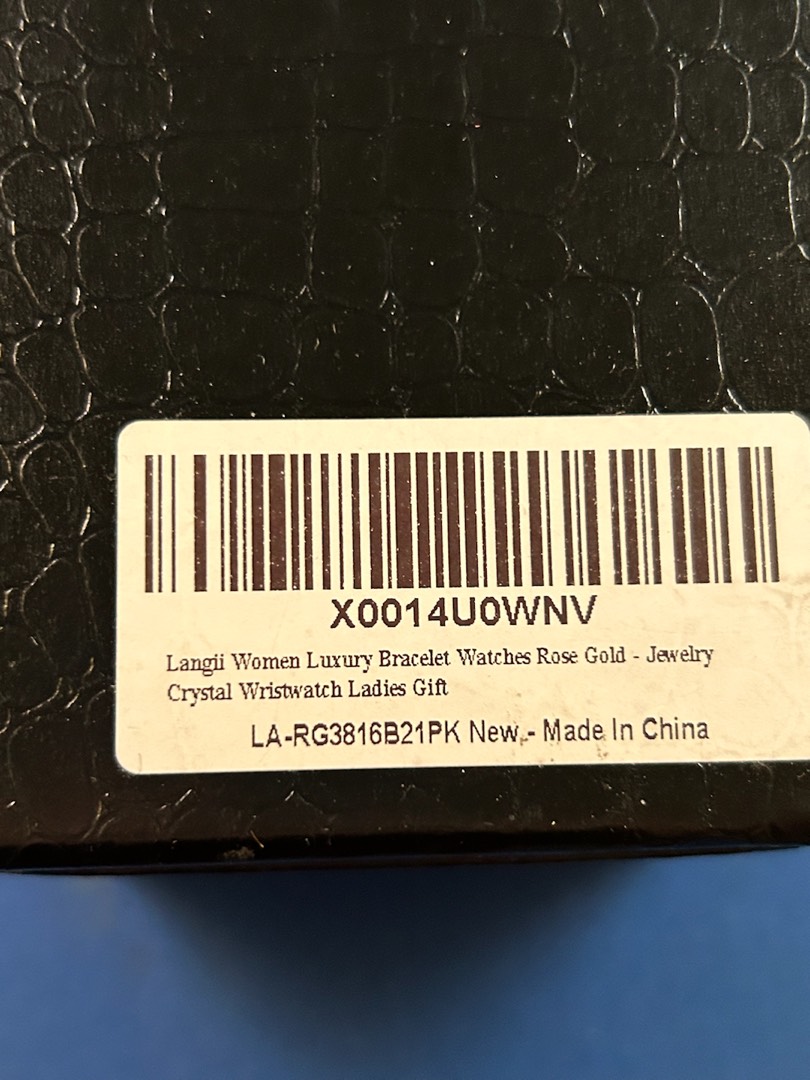 X0014U0WNV
Langii Women Luxury Bracelet Watches Rose Gold - Jewelry
Crystal Wristwatch Ladies Gift
LA-RG3816B21PK New,- Made In China